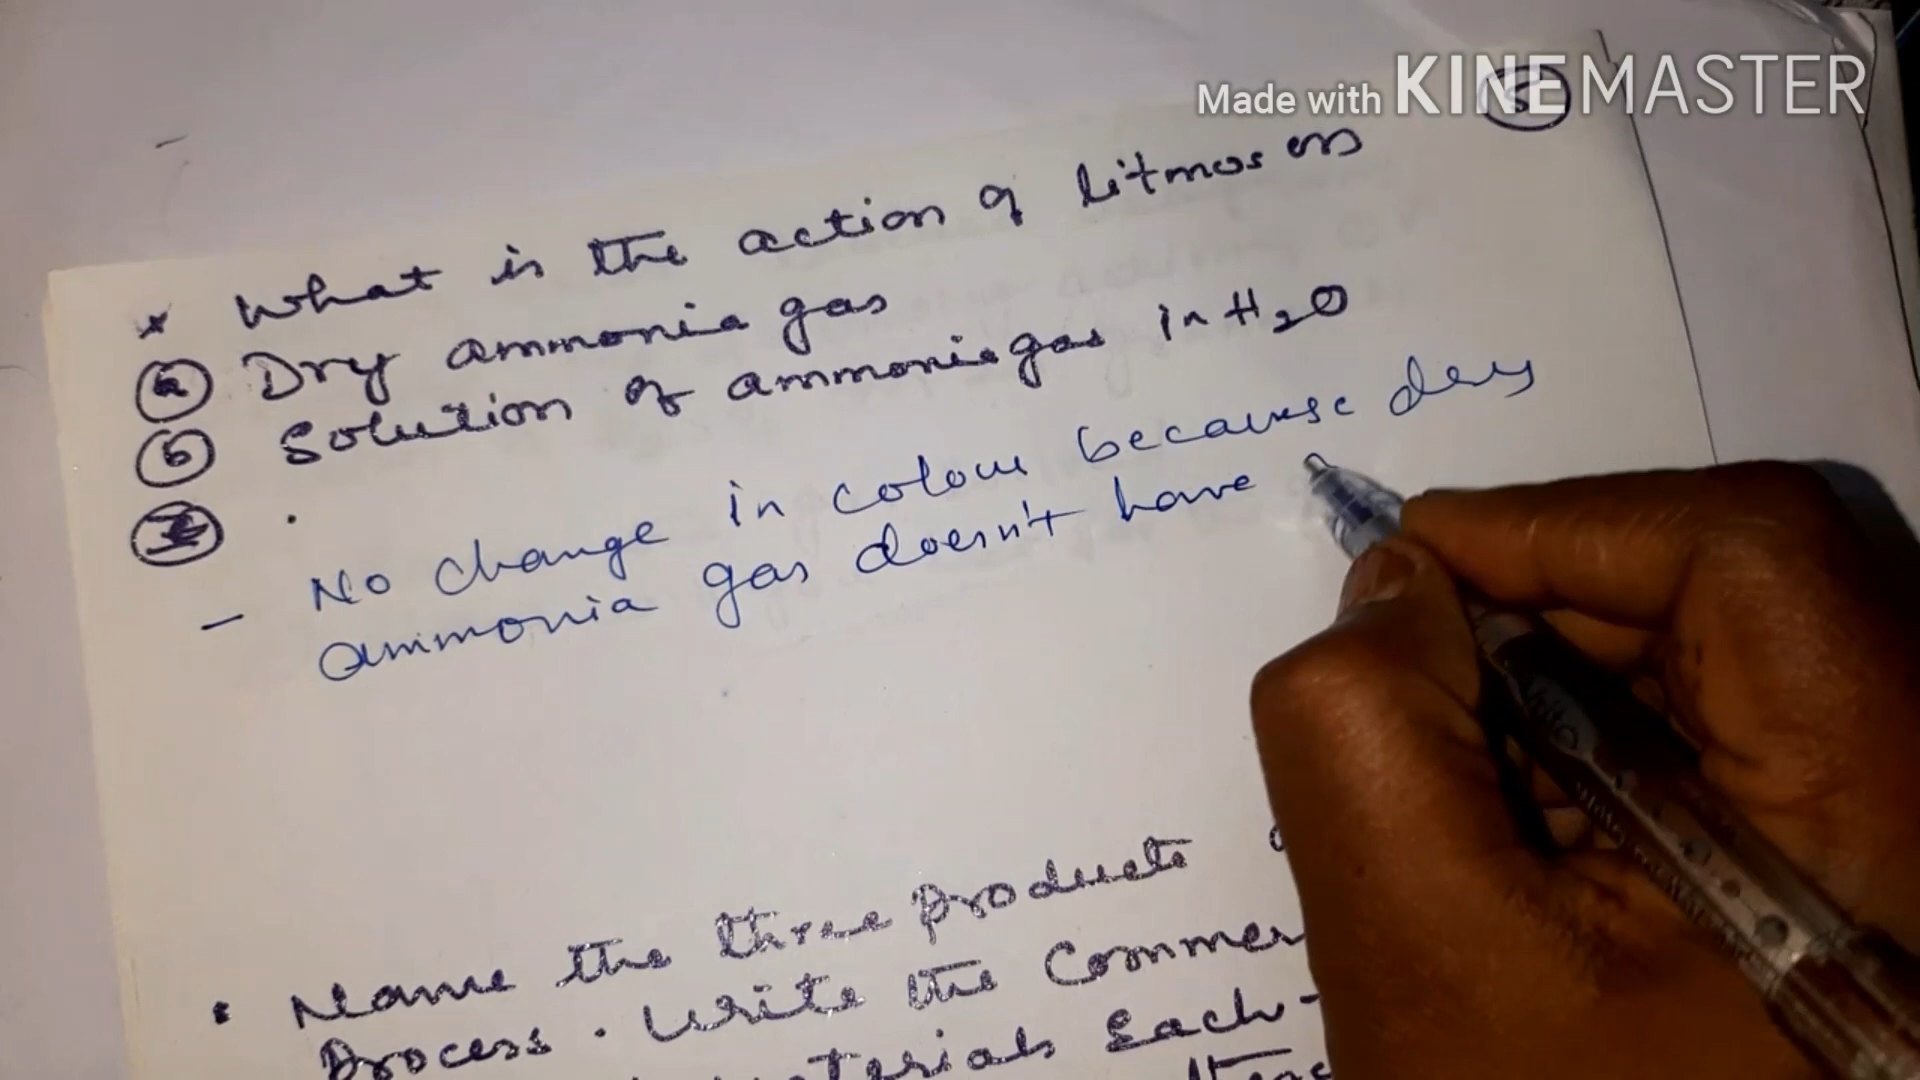 Made with KINEMASTER
5
* What is the action of litmos on
a Dry ammonia gas
b Solution of ammonia gas in H2O
No change in colour because dry
ammonia gas doesn't have
• Name the three products
process. Write the Commer
materials Each-